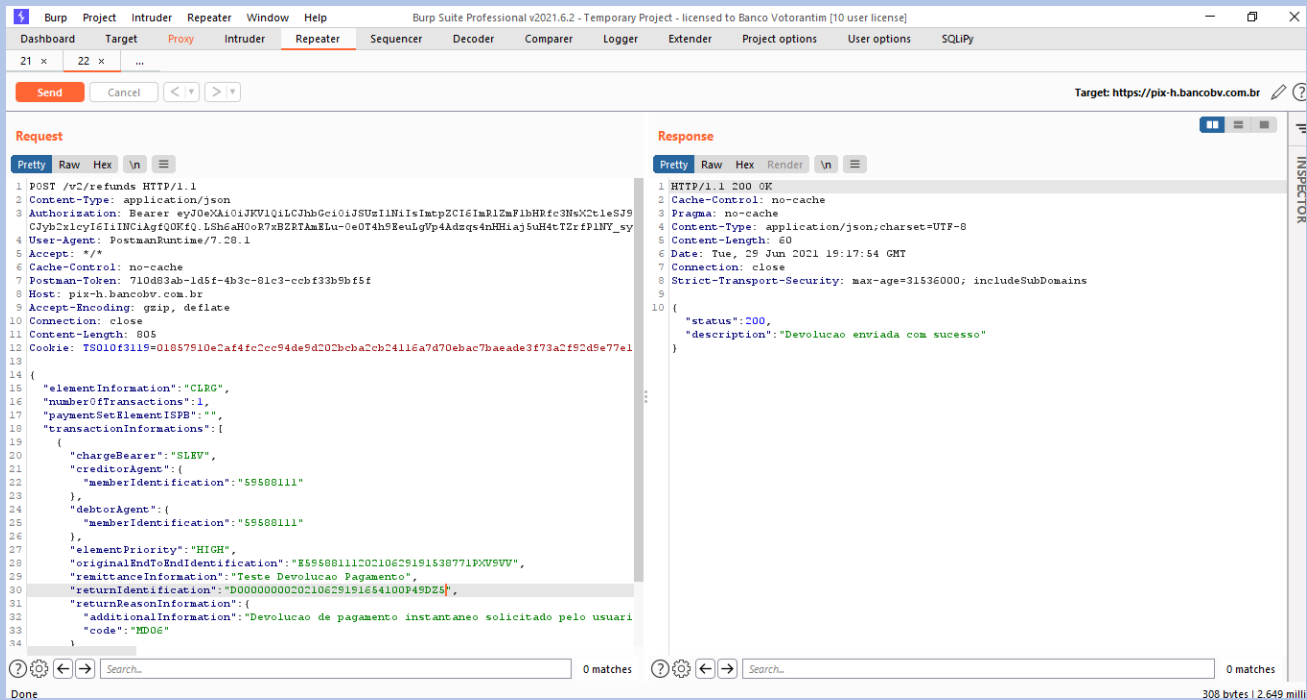 Burp Project Intruder Repeater Window Help Burp Suite Professional v2021.6.2 - Temporary Project - licensed to Banco Votorantim [10 user license]
Dashboard Target Proxy Intruder Repeater Sequencer Decoder Comparer Logger Extender Project options User options SQLiPy
21 × 22 × ...
Send Cancel < > Target: https://pix-h.bancobv.com.br
Request
Pretty Raw Hex \n
1 POST /v2/refunds HTTP/1.1
2 Content-Type: application/json
3 Authorization: Bearer
4 User-Agent: PostmanRuntime/7.28.1
5 Accept: */*
6 Cache-Control: no-cache
7 Postman-Token: 710d83ab-1d5f-4b3c-81c3-ccbf33b9bf5f
8 Host: pix-h.bancobv.com.br
9 Accept-Encoding: gzip, deflate
10 Connection: close
11 Content-Length: 805
12 Cookie:
13
14 {
15 "elementInformation":"CLRG",
16 "numberOfTransactions":1,
17 "paymentSetElementISPB":"",
18 "transactionInformations":[
19 {
20 "chargeBearer":"SLEV",
21 "creditorAgent":{
22 "memberIdentification":"59588111"
23 },
24 "debtorAgent":{
25 "memberIdentification":"59588111"
26 },
27 "elementPriority":"HIGH",
28 "originalEndToEndIdentification":"E5958811120210629191538771PXV9VV",
29 "remittanceInformation":"Teste Devolucao Pagamento",
30 "returnIdentification":"D0000000020210629191654100P49DZ5",
31 "returnReasonInformation":{
32 "additionalInformation":"Devolucao de pagamento instantaneo solicitado pelo usuari
33 "code":"MD06"
34 }
Search... 0 matches
Response
Pretty Raw Hex Render \n
1 HTTP/1.1 200 OK
2 Cache-Control: no-cache
3 Pragma: no-cache
4 Content-Type: application/json;charset=UTF-8
5 Content-Length: 60
6 Date: Tue, 29 Jun 2021 19:17:54 GMT
7 Connection: close
8 Strict-Transport-Security: max-age=31536000; includeSubDomains
9
10 {
"status":200,
"description":"Devolucao enviada com sucesso"
}
Search... 0 matches
INSPECTOR
Done 308 bytes | 2.649 milli